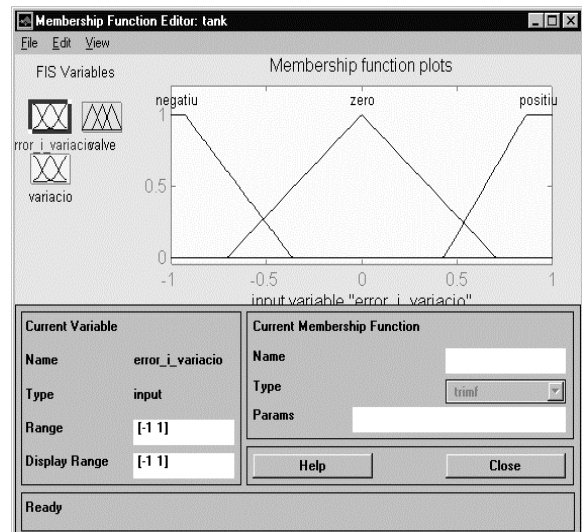 Membership Function Editor: tank
File Edit View
FIS Variables
Membership function plots
negatiu zero positiu
rror_i_variacio
valve
variacio
1
0.5
0
-1 -0.5 0 0.5 1
input variable "error_i_variacio"
Current Variable
Name error_i_variacio
Type input
Range [-1 1]
Display Range [-1 1]
Current Membership Function
Name
Type trimf
Params
Help Close
Ready